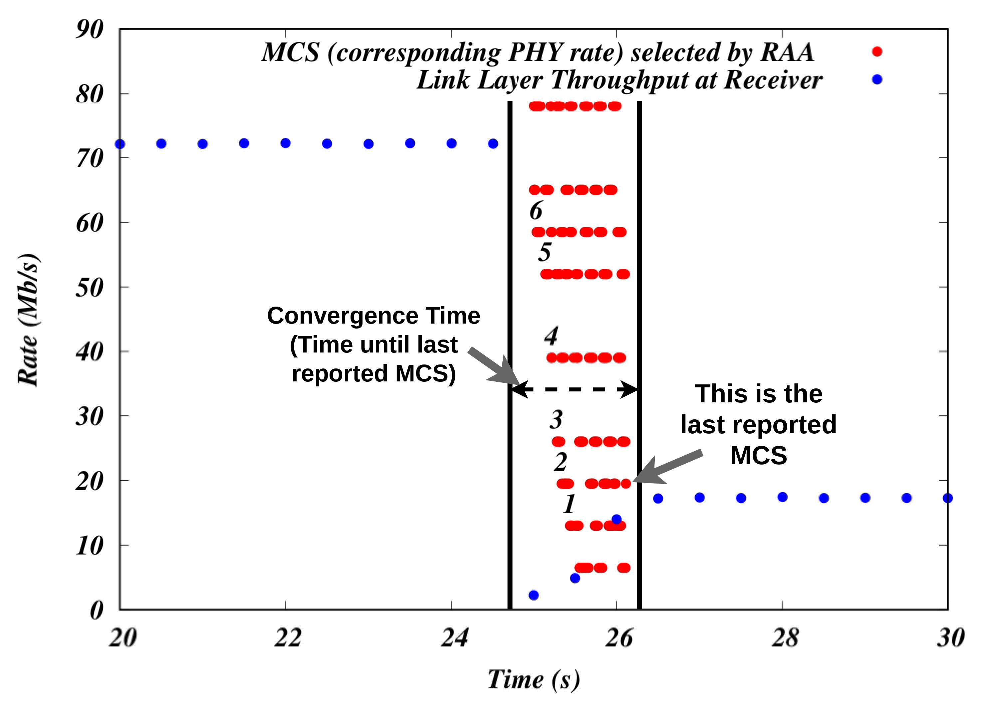 90
80
70
60
50
40
30
20
10
0
Rate (Mb/s)
MCS (corresponding PHY rate) selected by RAA
Link Layer Throughput at Receiver
6
5
4
3
2
1
Convergence Time
(Time until last
reported MCS)
This is the
last reported
MCS
20 22 24 26 28 30
Time (s)